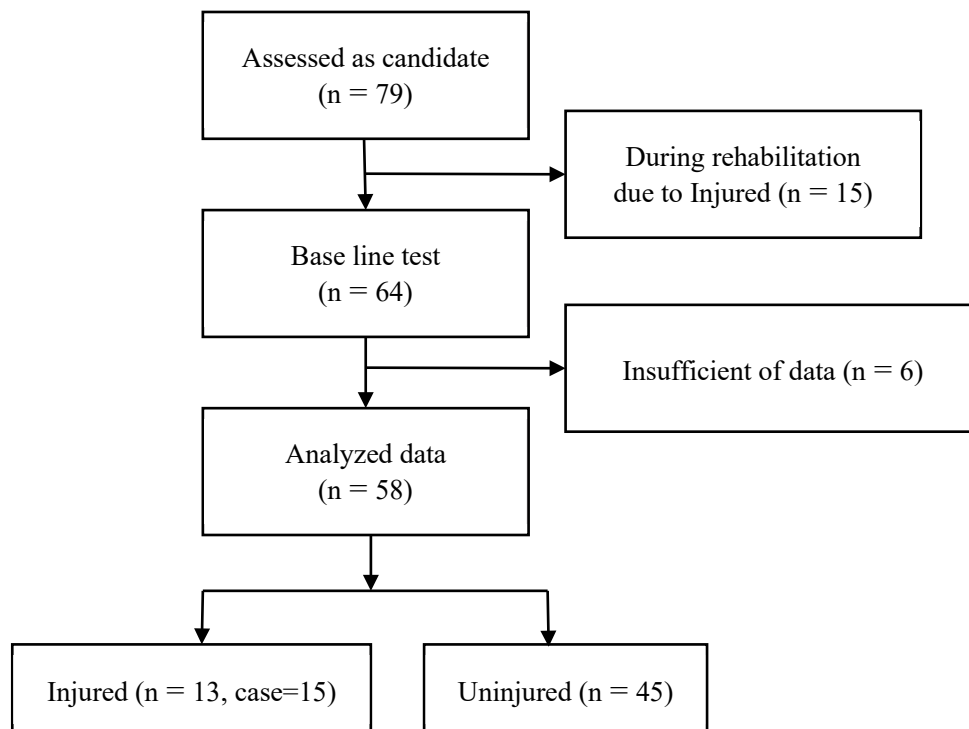 Assessed as candidate
(n = 79)
During rehabilitation
due to Injured (n = 15)
Base line test
(n = 64)
Insufficient of data (n = 6)
Analyzed data
(n = 58)
Injured (n = 13, case=15)
Uninjured (n = 45)